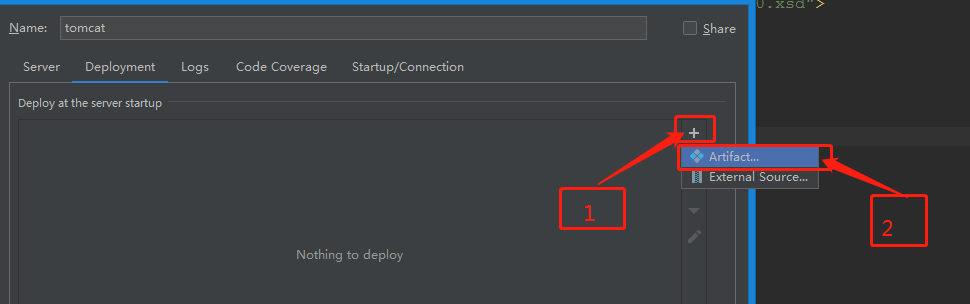 0.xsd">
Name: tomcat Share
Server Deployment Logs Code Coverage Startup/Connection
Deploy at the server startup
Artifact...
External Source...
1
2
Nothing to deploy